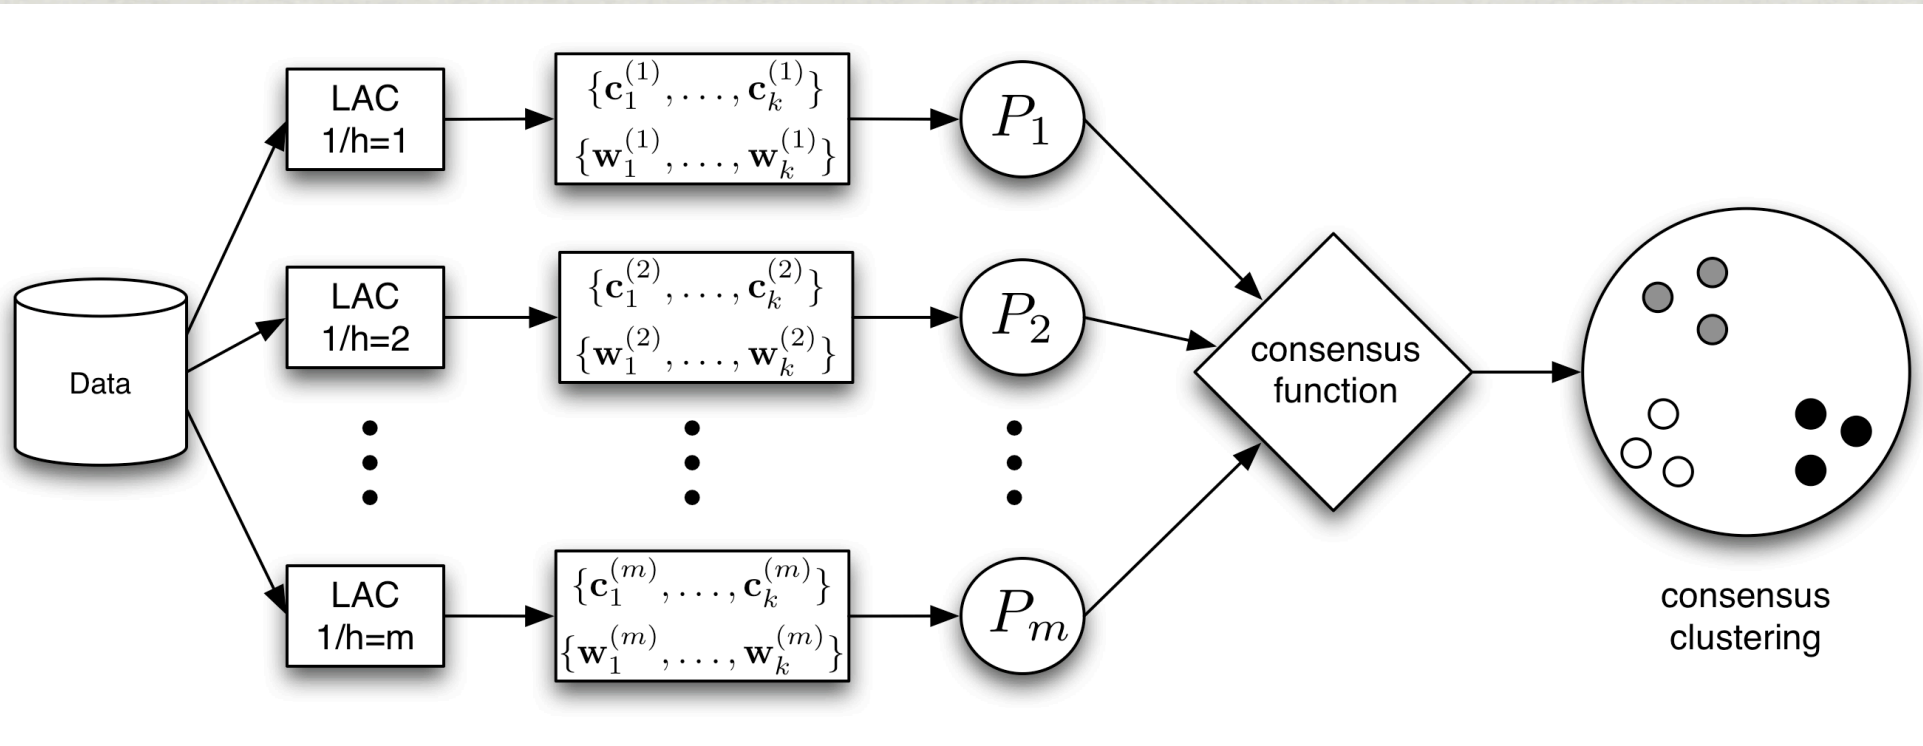 Data
LAC
1/h=1
{c_1^(1), . . . , c_k^(1)}
{w_1^(1), . . . , w_k^(1)}
P_1
LAC
1/h=2
{c_1^(2), . . . , c_k^(2)}
{w_1^(2), . . . , w_k^(2)}
P_2
LAC
1/h=m
{c_1^(m), . . . , c_k^(m)}
{w_1^(m), . . . , w_k^(m)}
P_m
consensus
function
consensus
clustering